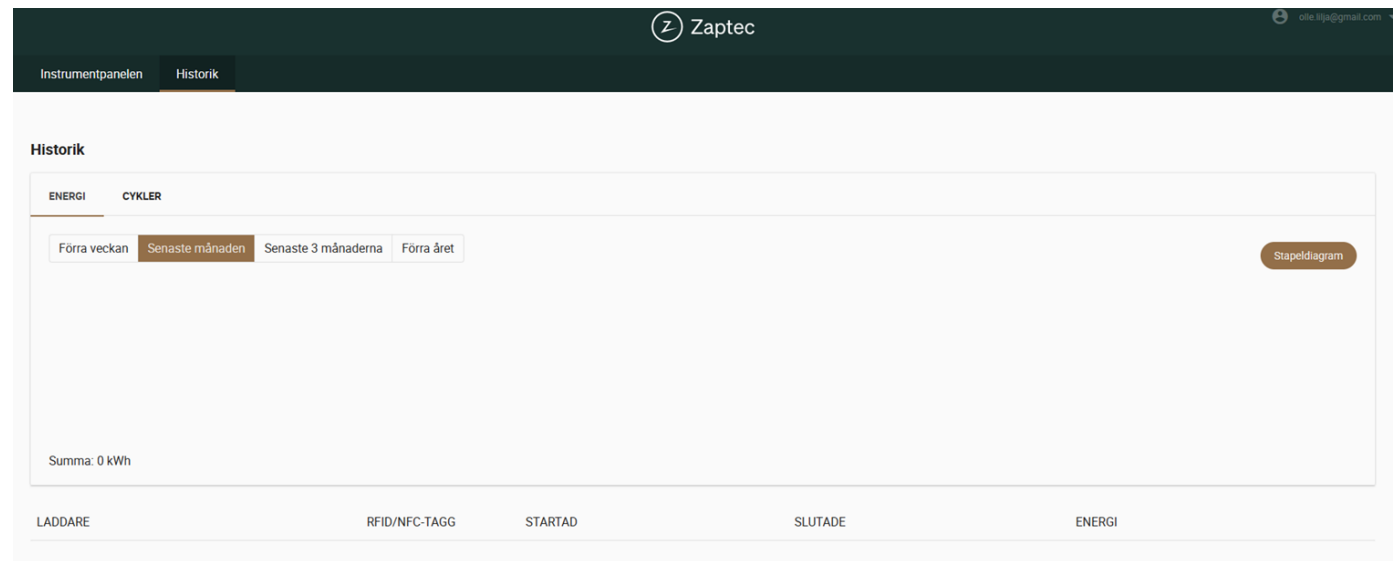 Zaptec
olle.lilja@gmail.com
Instrumentpanelen Historik
Historik
ENERGI CYKLER
Förra veckan Senaste månaden Senaste 3 månaderna Förra året
Stapeldiagram
Summa: 0 kWh
LADDARE RFID/NFC-TAGG STARTAD SLUTADE ENERGI